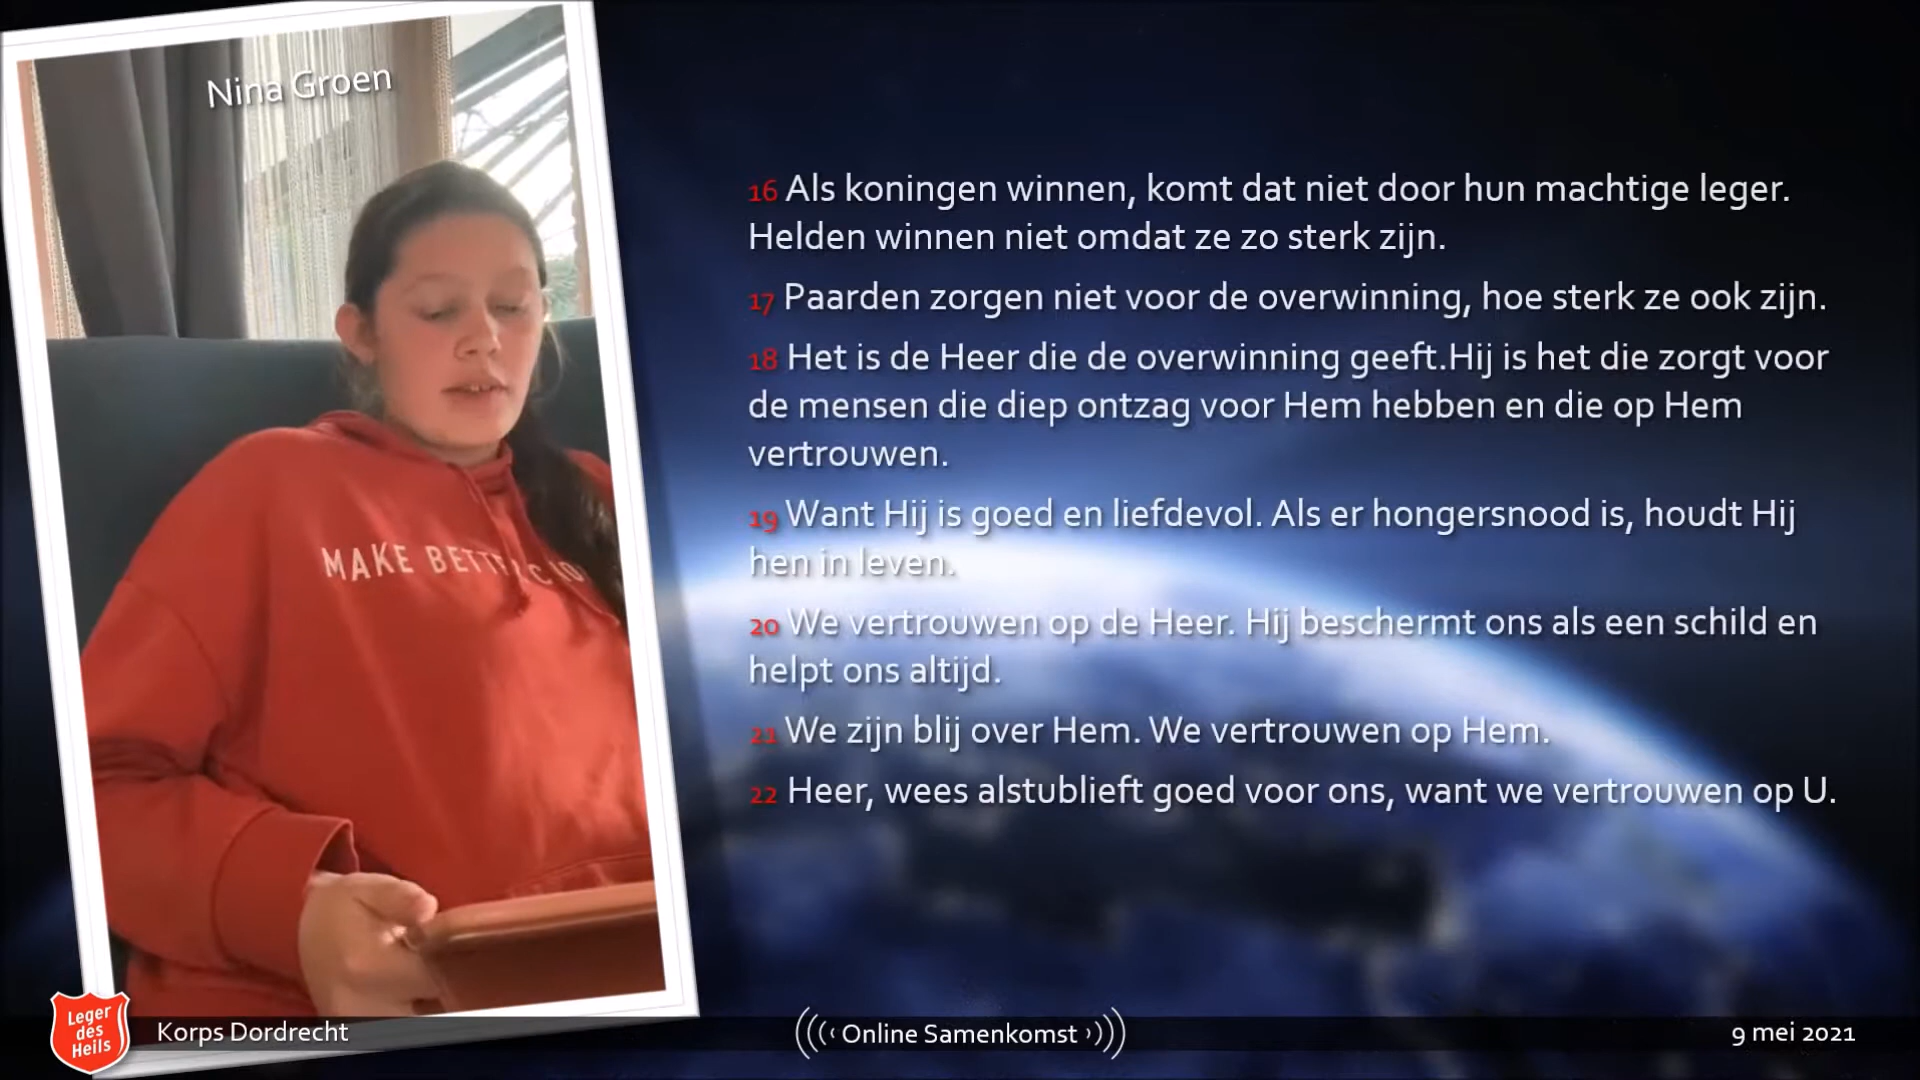 Nina Groen
16 Als koningen winnen, komt dat niet door hun machtige leger.
Helden winnen niet omdat ze zo sterk zijn.
17 Paarden zorgen niet voor de overwinning, hoe sterk ze ook zijn.
18 Het is de Heer die de overwinning geeft.Hij is het die zorgt voor
de mensen die diep ontzag voor Hem hebben en die op Hem
vertrouwen.
19 Want Hij is goed en liefdevol. Als er hongersnood is, houdt Hij
hen in leven.
20 We vertrouwen op de Heer. Hij beschermt ons als een schild en
helpt ons altijd.
21 We zijn blij over Hem. We vertrouwen op Hem.
22 Heer, wees alstublieft goed voor ons, want we vertrouwen op U.
MAKE
Leger
des
Heils
Korps Dordrecht
Online Samenkomst
9 mei 2021